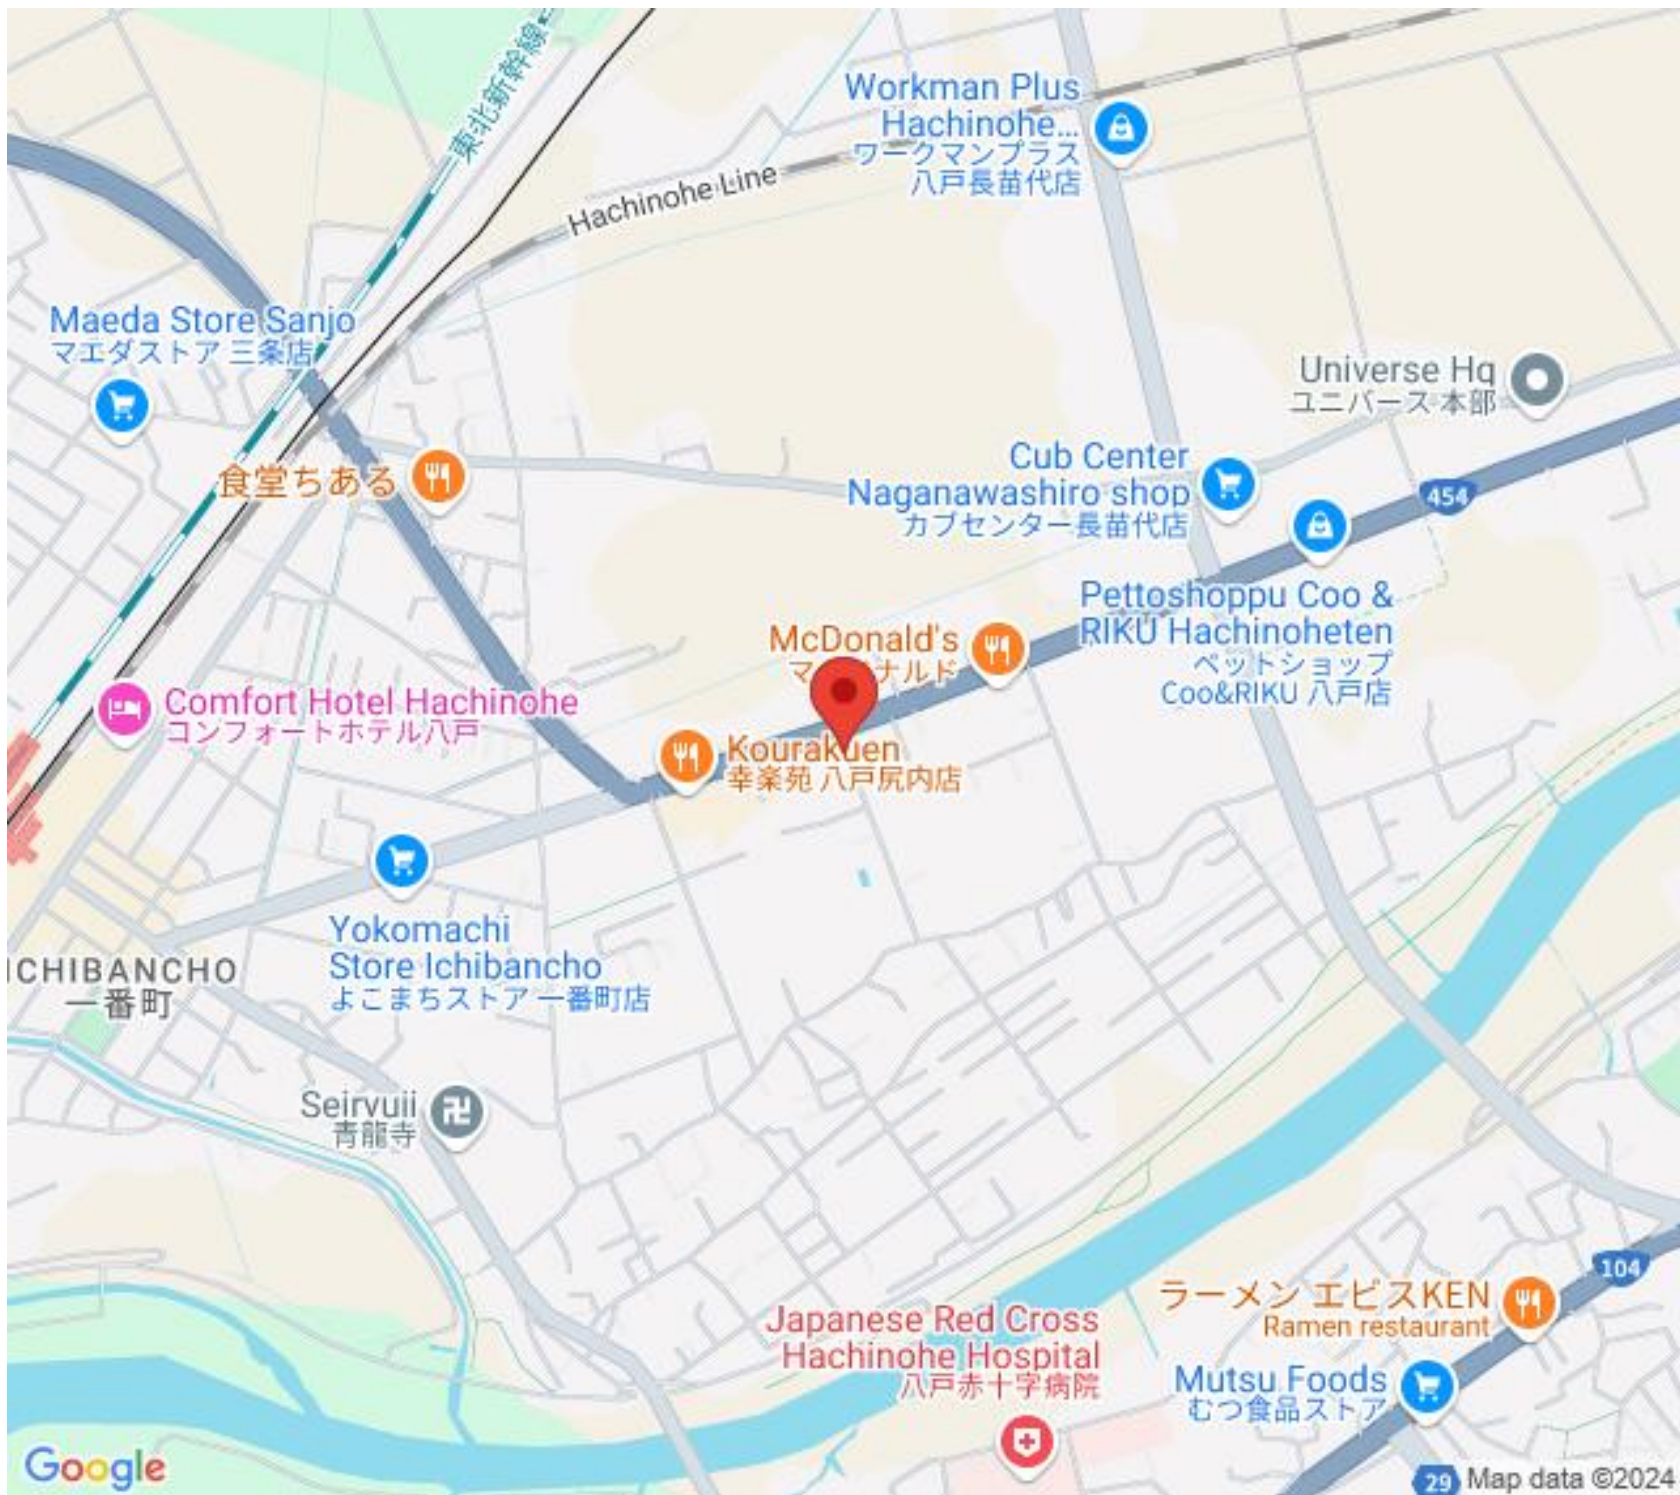 東北新幹線
Workman Plus
Hachinohe...
ワークマンプラス
八戸長苗代店
Hachinohe Line
Maeda Store Sanjo
マエダストア 三条店
Universe Hq
ユニバース 本部
食堂ちある
Cub Center
Naganawashiro shop
カブセンター長苗代店
454
Pettoshoppu Coo &
RIKU Hachinoheten
ペットショップ
Coo&RIKU 八戸店
McDonald's
マ ナルド
Comfort Hotel Hachinohe
コンフォートホテル八戸
Kourakuen
幸楽苑 八戸尻内店
Yokomachi
Store Ichibancho
よこまちストア 一番町店
ICHIBANCHO
一番町
Seiryuji
青龍寺
104
ラーメン エビスKEN
Ramen restaurant
Japanese Red Cross
Hachinohe Hospital
八戸赤十字病院
Mutsu Foods
むつ食品ストア
Google
29
Map data ©2024